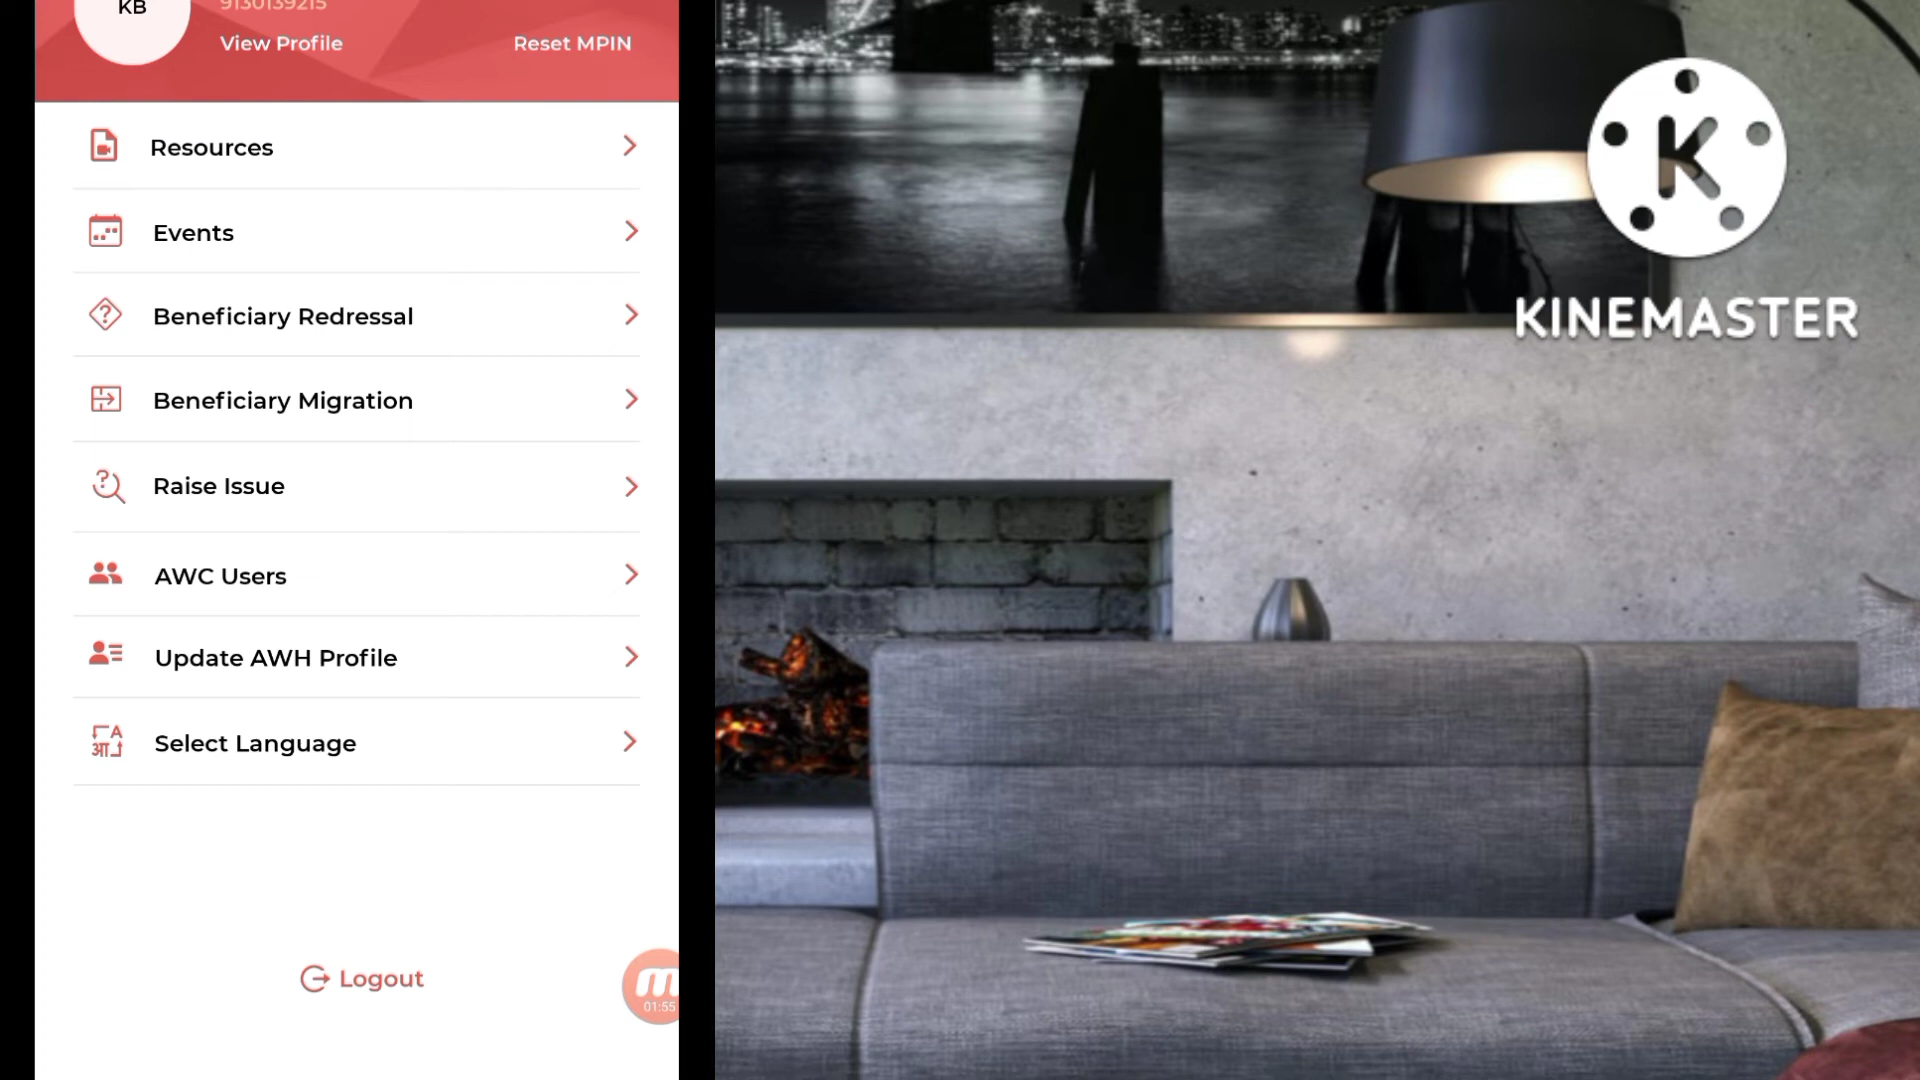 KB
9130139215
View Profile
Reset MPIN
Resources
Events
Beneficiary Redressal
Beneficiary Migration
Raise Issue
AWC Users
Update AWH Profile
A
आ
Select Language
Logout
m
01:55
K
KINEMASTER